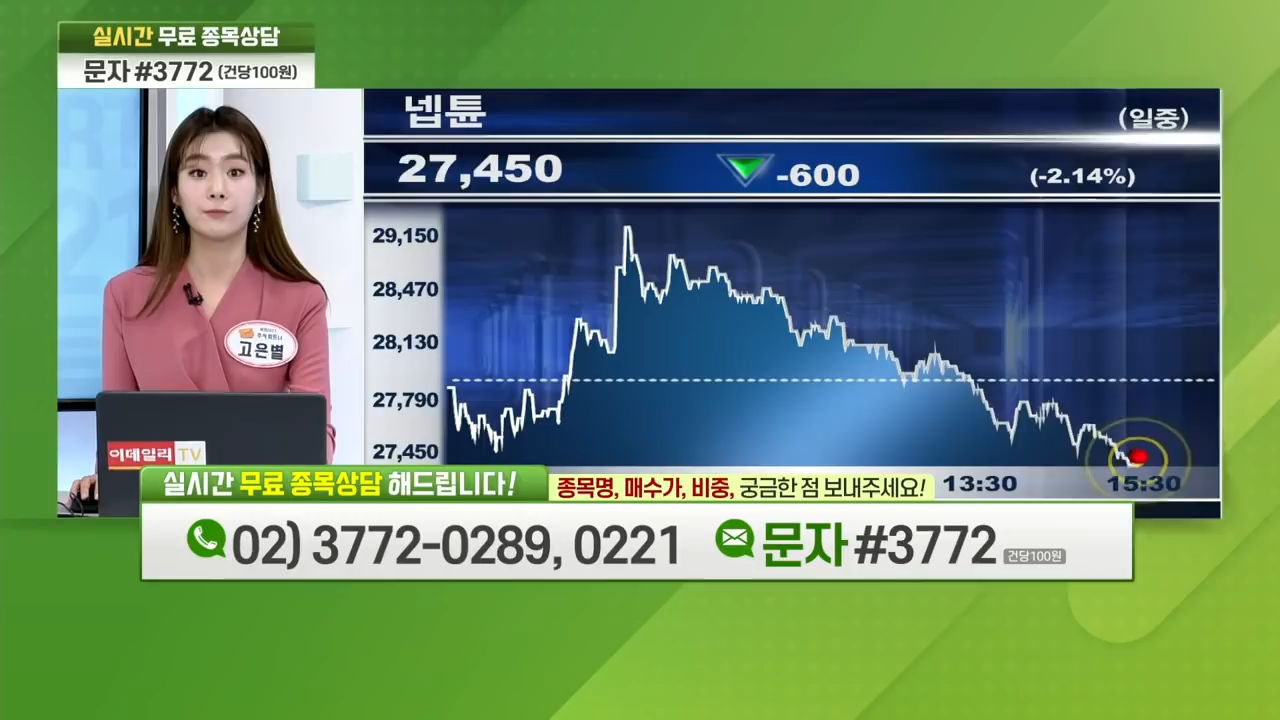 실시간 무료 종목상담
문자 #3772 (건당100원)
넵튠
(일중)
27,450
-600
(-2.14%)
29,150
28,470
28,130
27,790
27,450
고은별
이데일리 TV
13:30
15:30
실시간 무료 종목상담 해드립니다!
종목명, 매수가, 비중, 궁금한 점 보내주세요!
02) 3772-0289, 0221
문자 #3772 건당100원